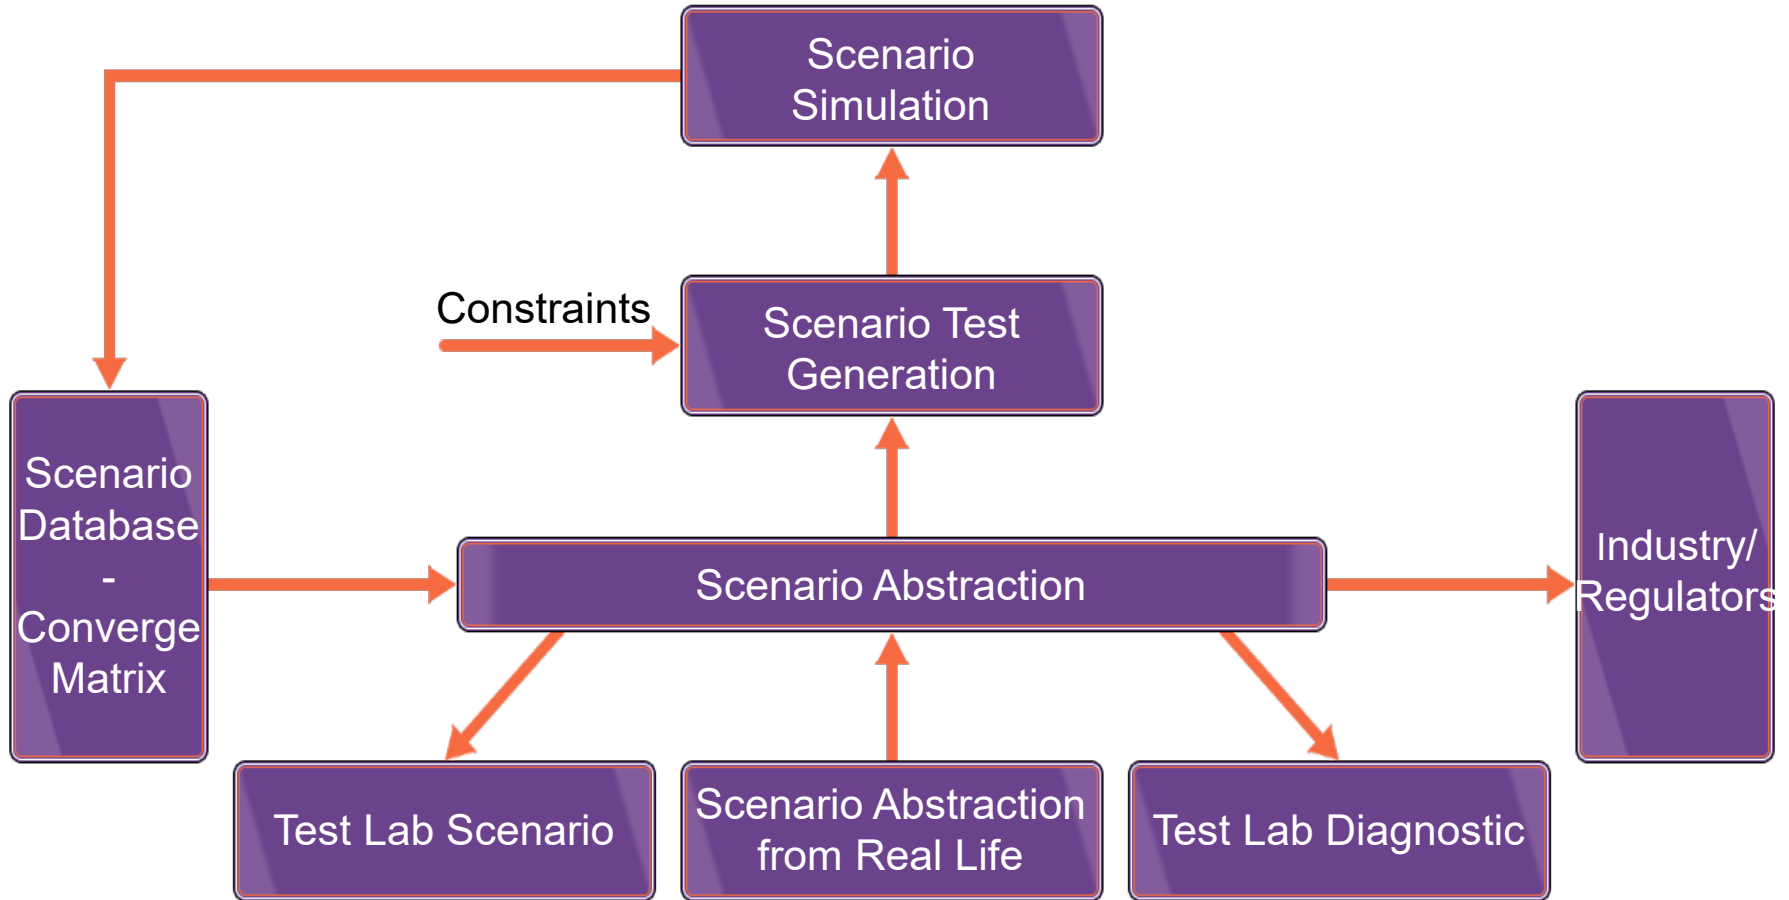 Scenario
Simulation
Constraints
Scenario Test
Generation
Scenario
Database
-
Converge
Matrix
Scenario Abstraction
Industry/
Regulators
Test Lab Scenario
Scenario Abstraction
from Real Life
Test Lab Diagnostic